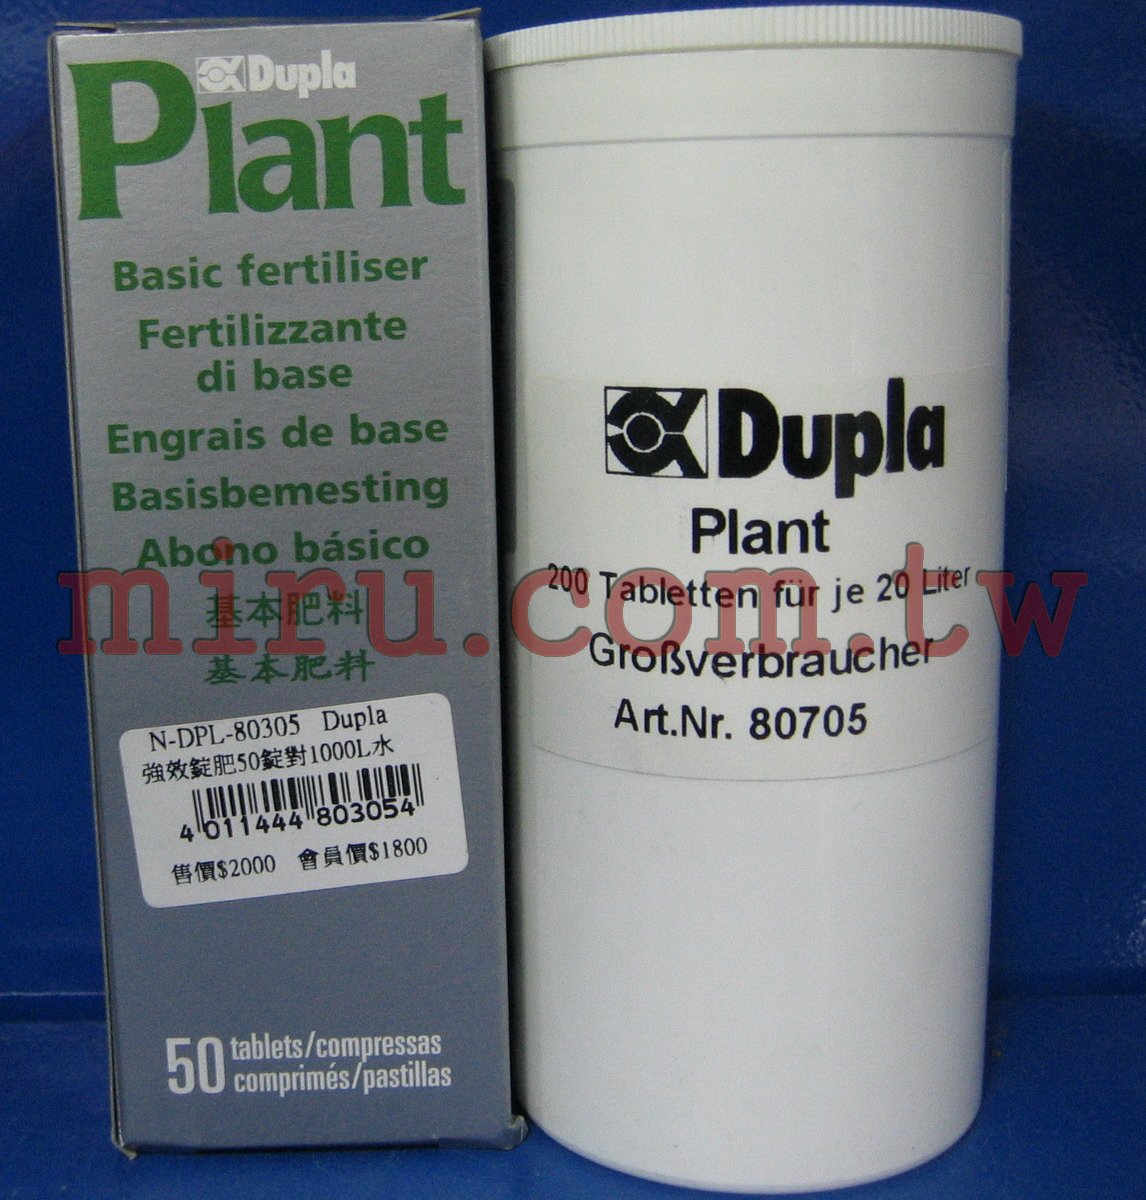 Dupla
Plant
Basic fertiliser
Fertilizzante
di base
Engrais de base
Basisbemesting
Abono básico
基本肥料
基本肥料
N-DPL-80305 Dupla
強效錠肥50錠對1000L水
4 011444 803054
售價$2000 會員價$1800
50 tablets/compressas
comprimés/pastillas
Dupla
Plant
200 Tabletten für je 20 Liter
Großverbraucher
Art.Nr. 80705
miru.com.tw